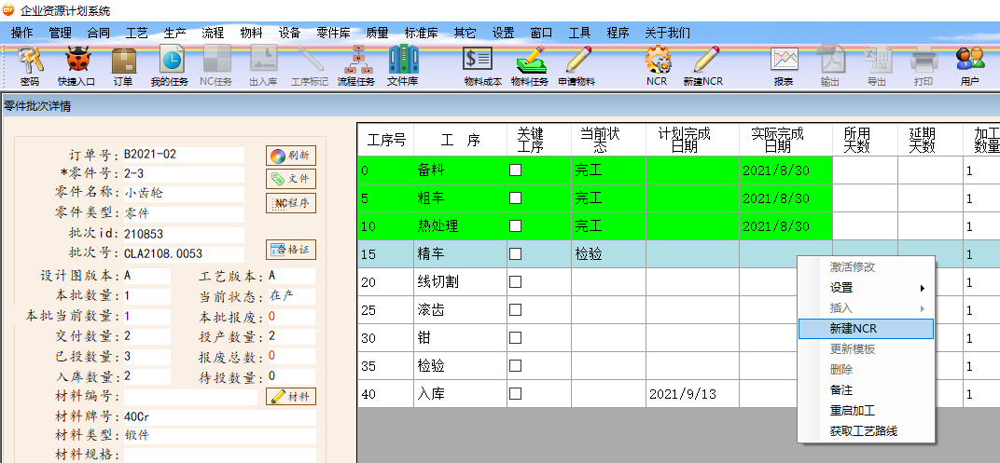 企业资源计划系统
操作 管理 合同 工艺 生产 流程 物料 设备 零件库 质量 标准库 其它 设置 窗口 工具 程序 关于我们
密码 快捷入口 订单 我的任务 NC任务 出入库 工序标记 流程任务 文件库 物料成本 物料任务 申请物料 NCR 新建NCR 报表 输出 导出 打印 用户
零件批次详情
订单号: B2021-02 刷新
*零件号: 2-3 文件
零件名称: 小齿轮
零件类型: 零件 NC程序
批次id: 210853
批次号: CLA2108.0053 合格证
设计图版本: A 工艺版本: A
本批数量: 1 当前状态: 在产
本批当前数量: 1 本批报废: 0
交付数量: 2 投产数量: 2
已投数量: 3 报废总数: 0
入库数量: 2 待投数量: 0
材料编号: 材料
材料牌号: 40Cr
材料类型: 锻件
材料规格:
工序号 工 序 关键工序 当前状态 计划完成日期 实际完成日期 所用天数 延期天数 加工数量
0 备料 完工 2021/8/30 1
5 粗车 完工 2021/8/30 1
10 热处理 完工 2021/8/30 1
15 精车 检验 1
20 线切割 1
25 滚齿 1
30 钳 1
35 检验 1
40 入库 2021/9/13 1
激活修改
设置
插入
新建NCR
更新模板
删除
备注
重启加工
获取工艺路线